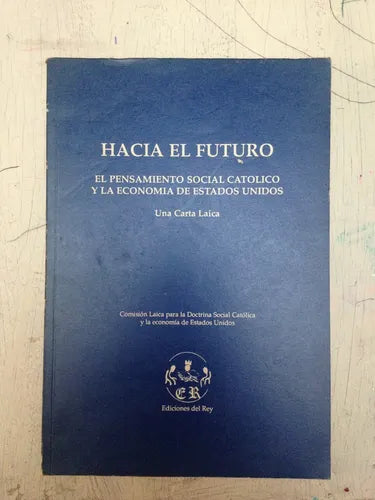 HACIA EL FUTURO
EL PENSAMIENTO SOCIAL CATOLICO
Y LA ECONOMIA DE ESTADOS UNIDOS
Una Carta Laica
Comisión Laica para la Doctrina Social Católica
y la economía de Estados Unidos
E R
Ediciones del Rey